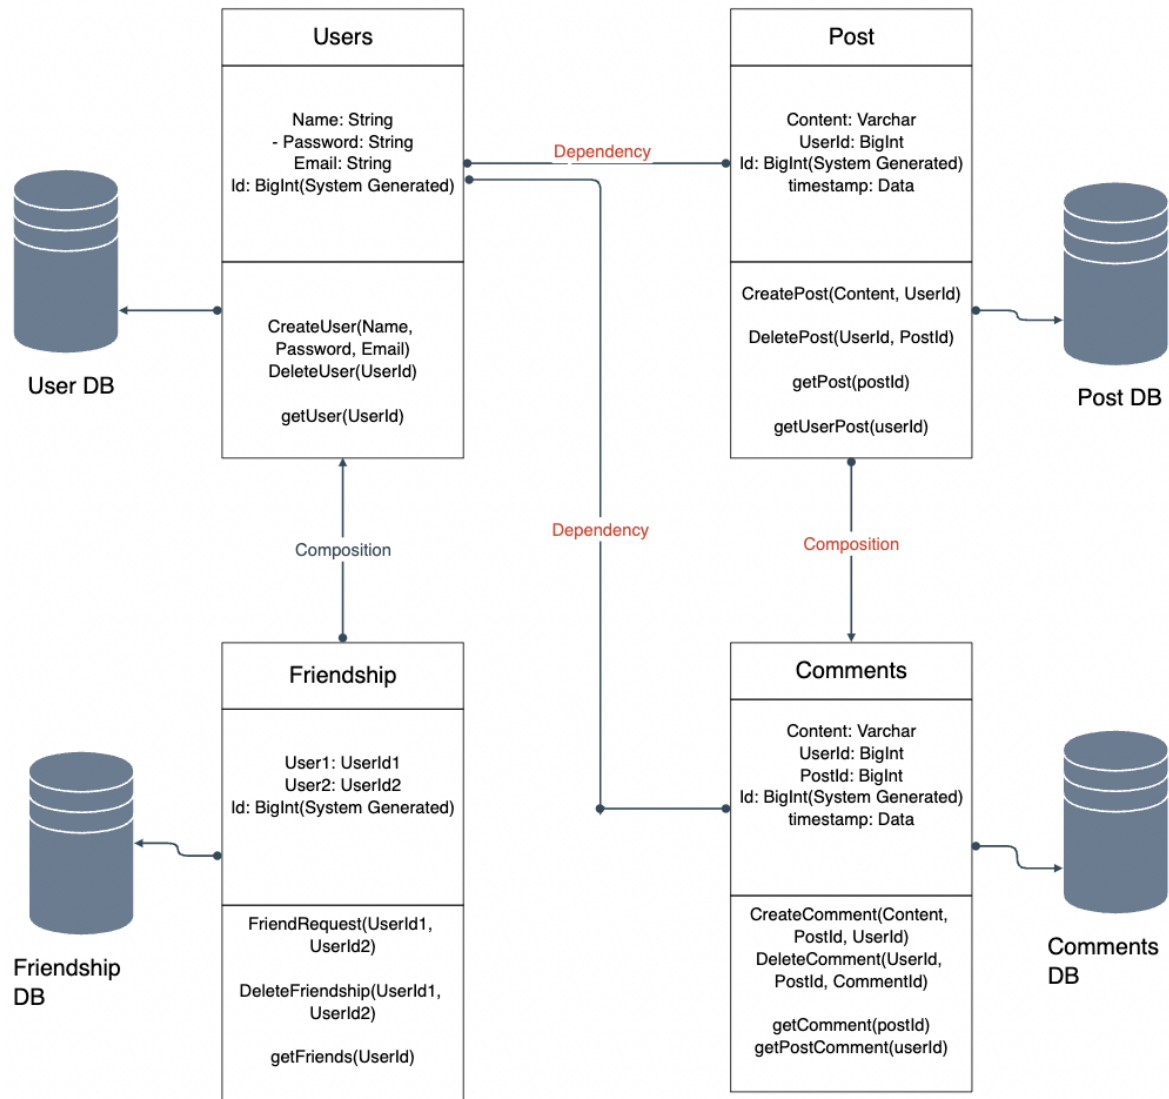 Users
Name: String
- Password: String
Email: String
Id: BigInt(System Generated)
CreateUser(Name,
Password, Email)
DeleteUser(UserId)
getUser(UserId)
Dependency
Post
Content: Varchar
UserId: BigInt
Id: BigInt(System Generated)
timestamp: Data
CreatePost(Content, UserId)
DeletePost(UserId, PostId)
getPost(postId)
getUserPost(userId)
User DB
Post DB
Composition
Dependency
Composition
Friendship
User1: UserId1
User2: UserId2
Id: BigInt(System Generated)
FriendRequest(UserId1,
UserId2)
DeleteFriendship(UserId1,
UserId2)
getFriends(UserId)
Comments
Content: Varchar
UserId: BigInt
PostId: BigInt
Id: BigInt(System Generated)
timestamp: Data
CreateComment(Content,
PostId, UserId)
DeleteComment(UserId,
PostId, CommentId)
getComment(postId)
getPostComment(userId)
Friendship
DB
Comments
DB